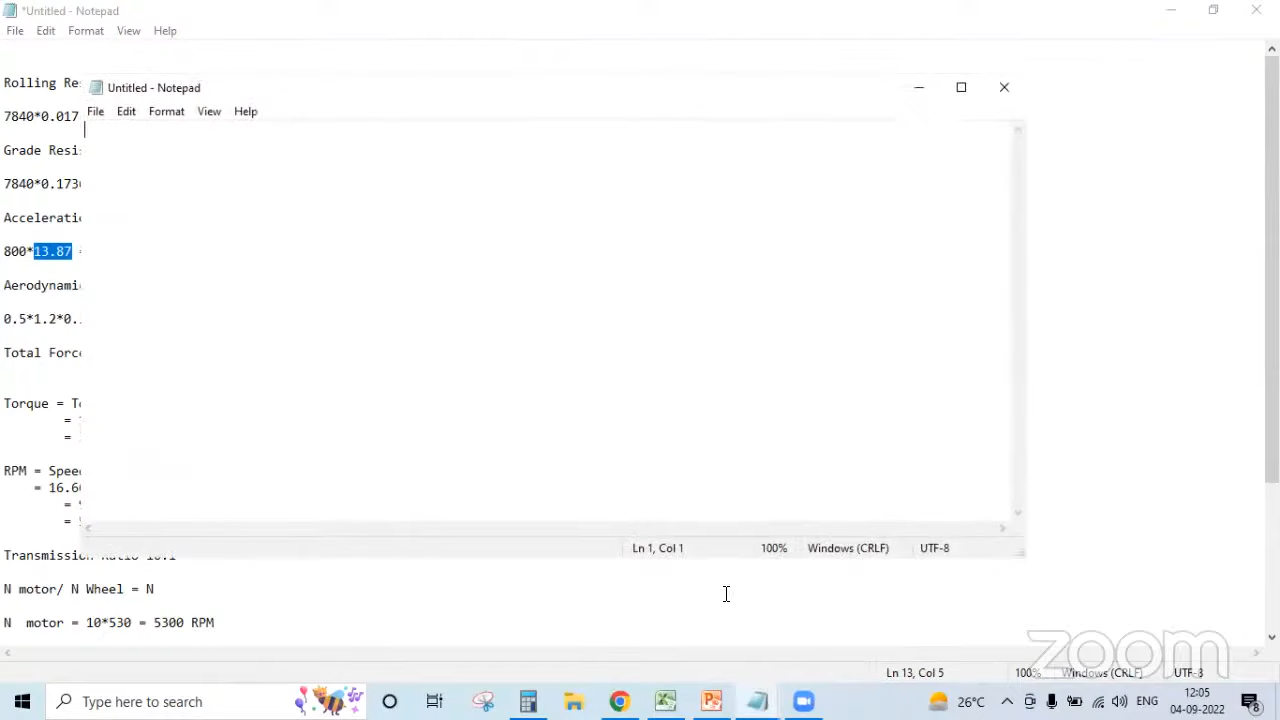 *Untitled - Notepad
File Edit Format View Help
Rolling Re
7840*0.017
Grade Resi
7840*0.173
Accelerati
800*13.87
Aerodynami
0.5*1.2*0.
Total Forc
Torque = T
=
=
RPM = Spee
= 16.6
=
=
Transmission Ratio 10:1
N motor/ N Wheel = N
N motor = 10*530 = 5300 RPM
Untitled - Notepad
File Edit Format View Help
Ln 1, Col 1 100% Windows (CRLF) UTF-8
Ln 13, Col 5 100% Windows (CRLF) UTF-8
zoom
Type here to search
26°C
ENG
12:05
04-09-2022
8